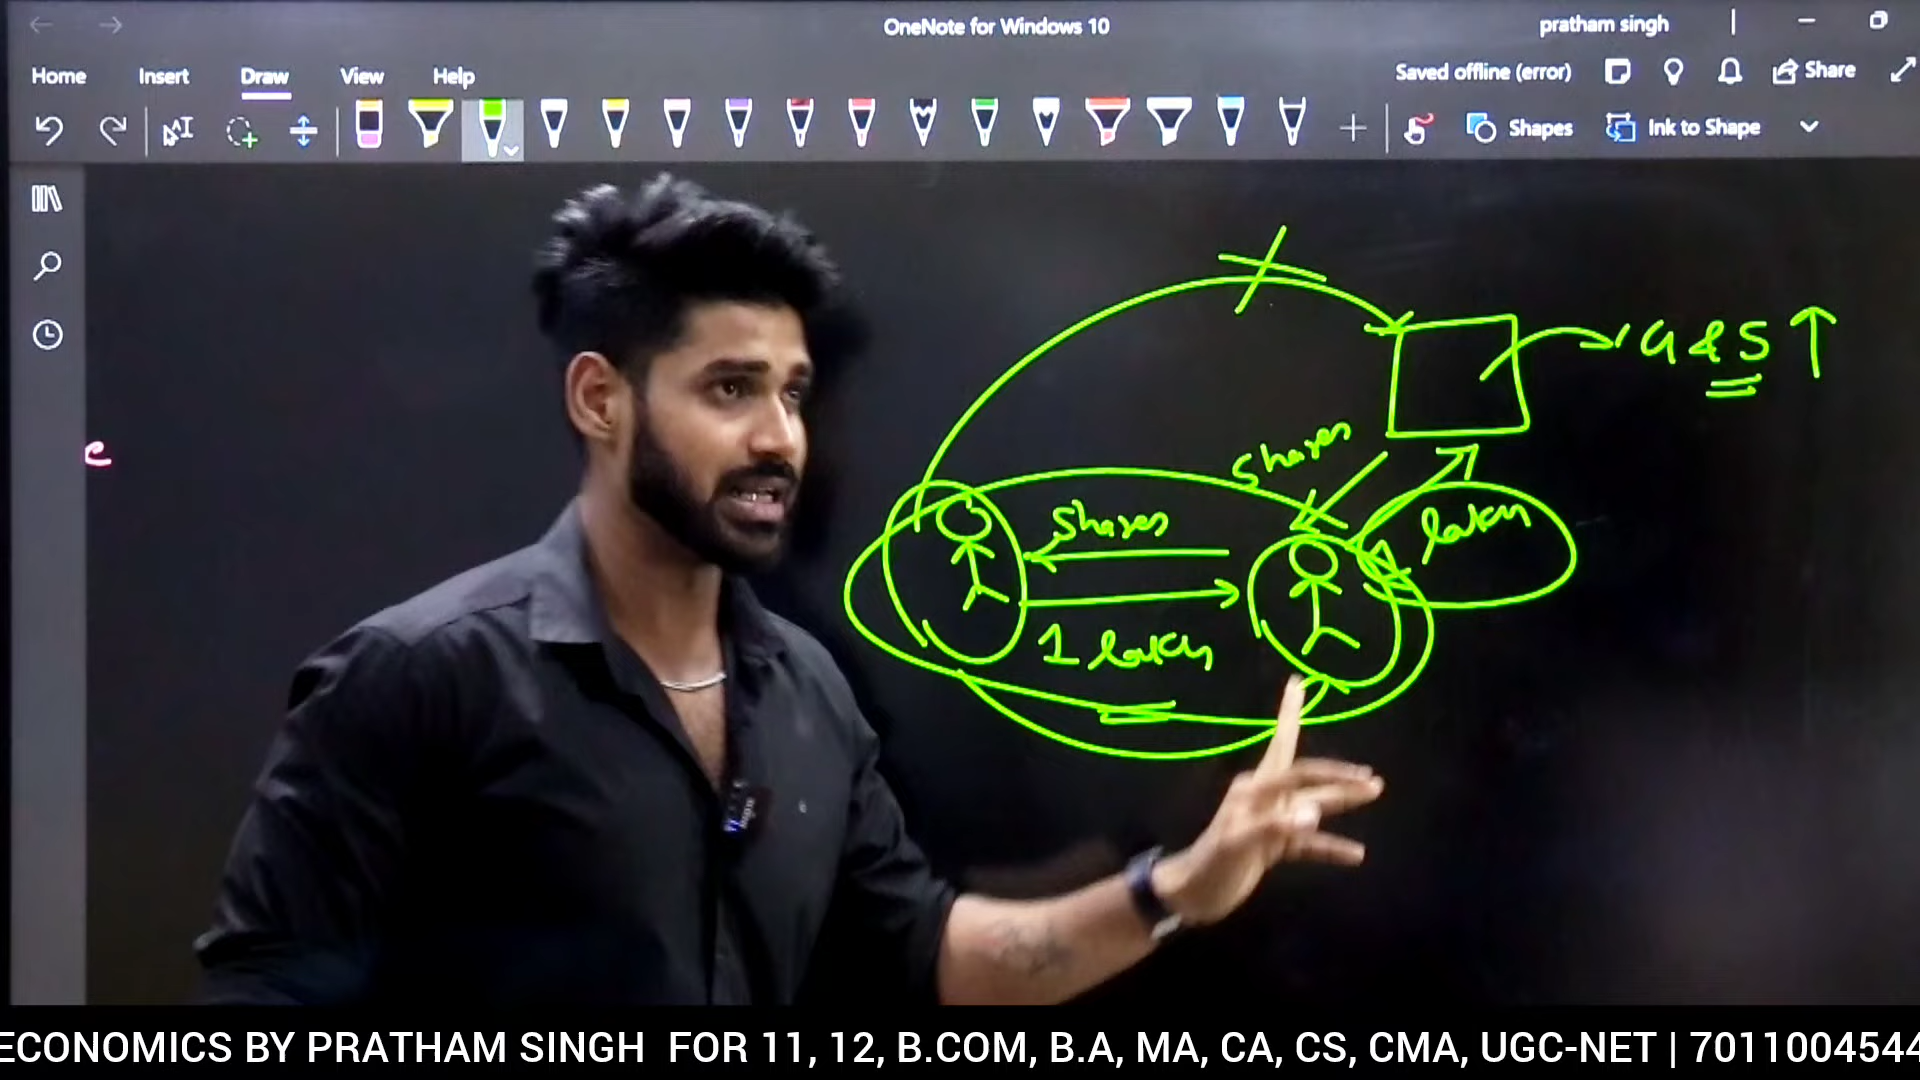 OneNote for Windows 10
pratham singh
Home Insert Draw View Help
Saved offline (error)
Share
Shapes
Ink to Shape
G & S ↑
Shares
Shares
1 lakh
lakh
ECONOMICS BY PRATHAM SINGH FOR 11, 12, B.COM, B.A, MA, CA, CS, CMA, UGC-NET | 7011004544